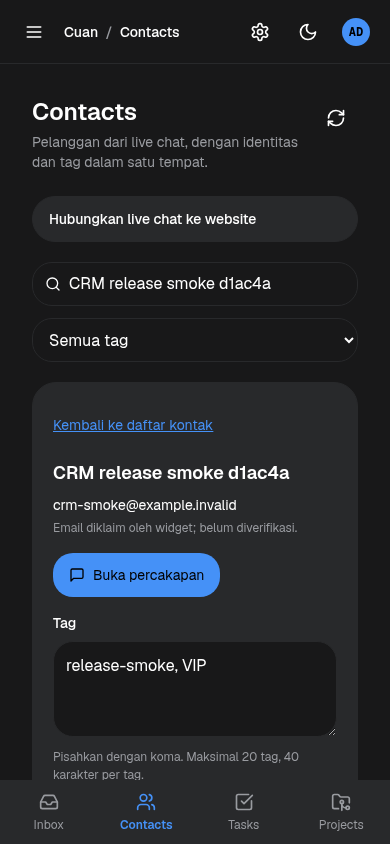 Cuan / Contacts
AD
Contacts
Pelanggan dari live chat, dengan identitas
dan tag dalam satu tempat.
Hubungkan live chat ke website
CRM release smoke d1ac4a
Semua tag
Kembali ke daftar kontak
CRM release smoke d1ac4a
crm-smoke@example.invalid
Email diklaim oleh widget; belum diverifikasi.
Buka percakapan
Tag
release-smoke, VIP
Pisahkan dengan koma. Maksimal 20 tag, 40
karakter per tag.
Inbox
Contacts
Tasks
Projects